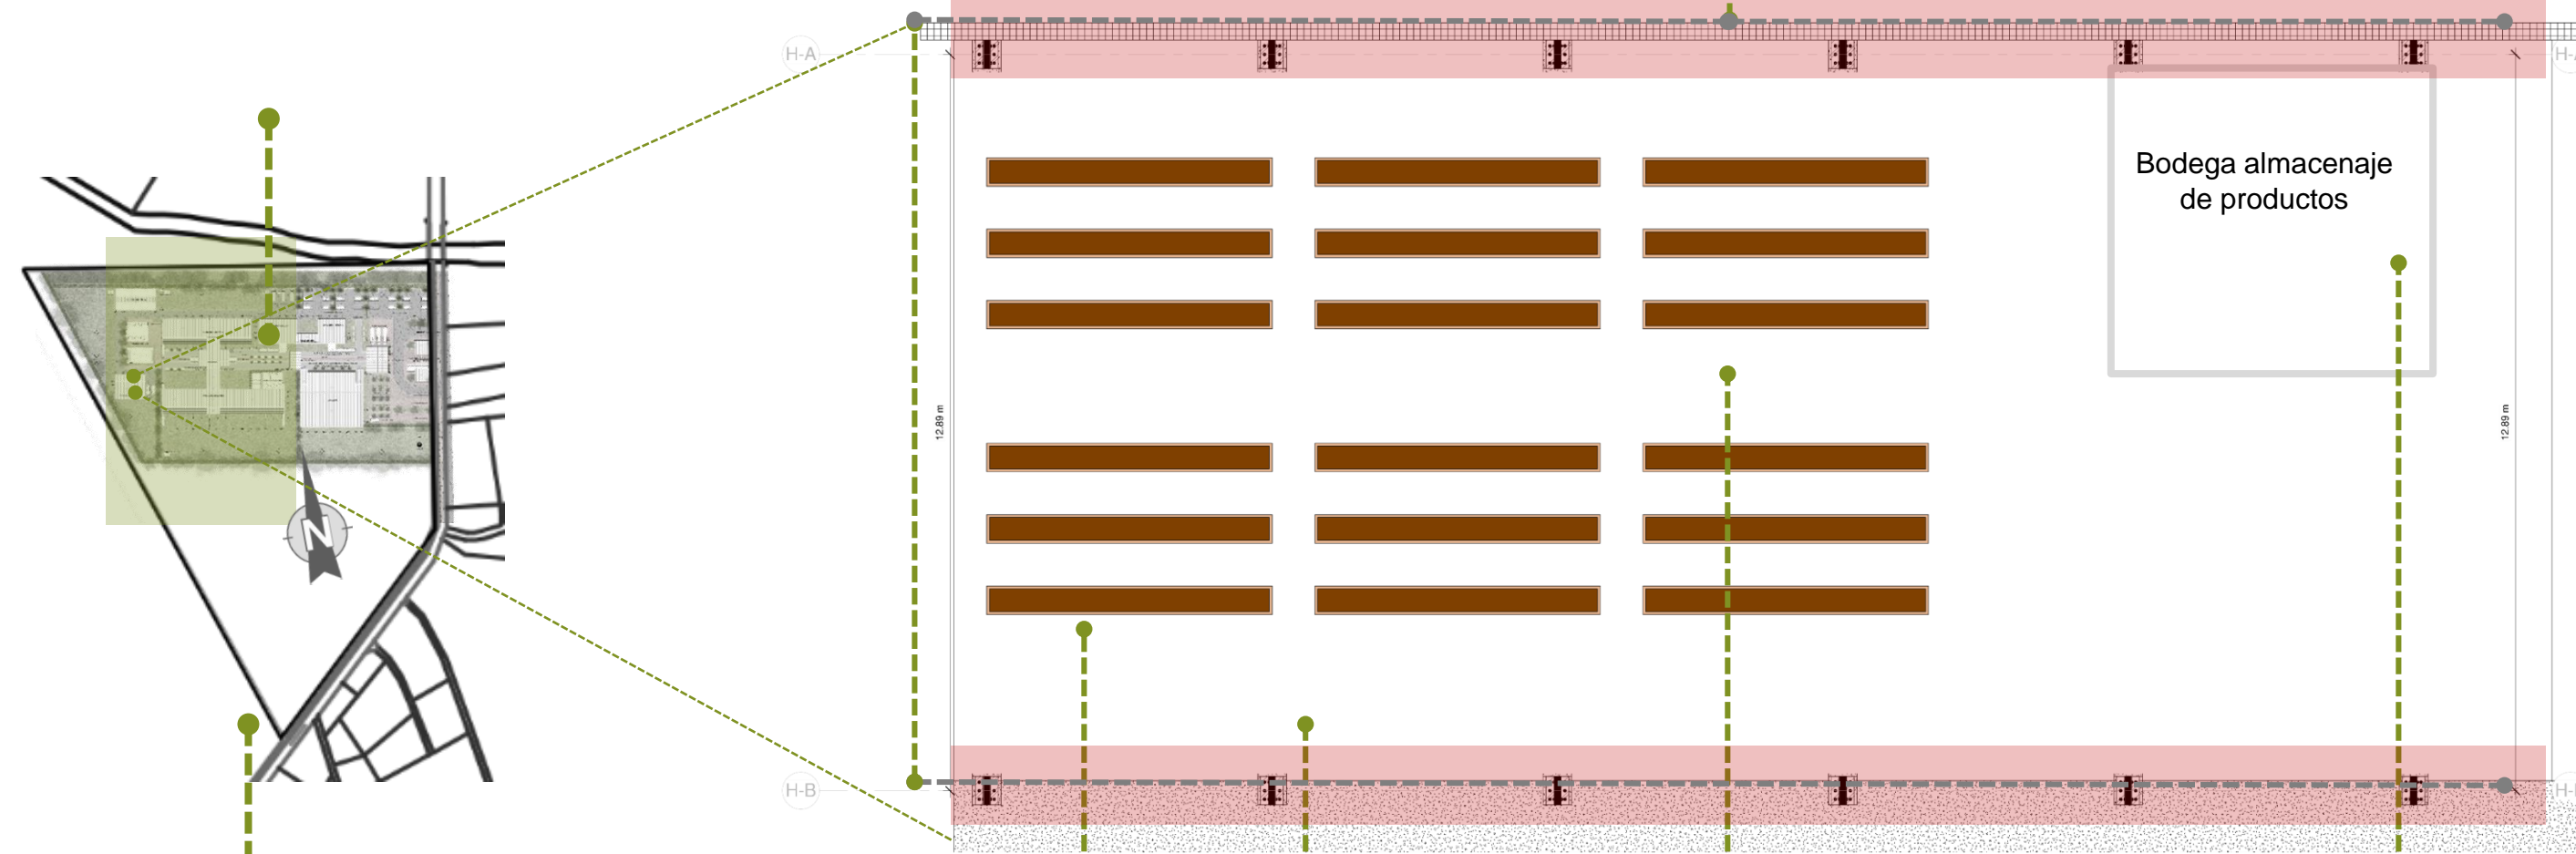 H-A
H-A
Bodega almacenaje
de productos
12.89 m
12.89 m
N
H-B